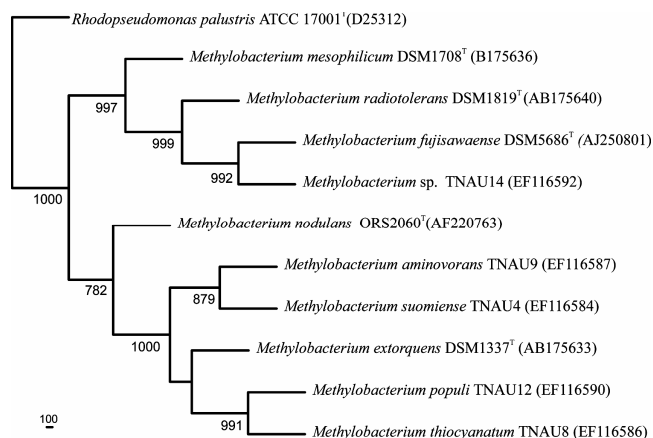 Rhodopseudomonas palustris ATCC 17001T(D25312)
Methylobacterium mesophilicum DSM1708T (B175636)
997
Methylobacterium radiotolerans DSM1819T(AB175640)
999
Methylobacterium fujisawaense DSM5686T (AJ250801)
992
Methylobacterium sp. TNAU14 (EF116592)
1000
Methylobacterium nodulans ORS2060T(AF220763)
782
Methylobacterium aminovorans TNAU9 (EF116587)
879
Methylobacterium suomiense TNAU4 (EF116584)
1000
Methylobacterium extorquens DSM1337T (AB175633)
Methylobacterium populi TNAU12 (EF116590)
991
Methylobacterium thiocyanatum TNAU8 (EF116586)
100